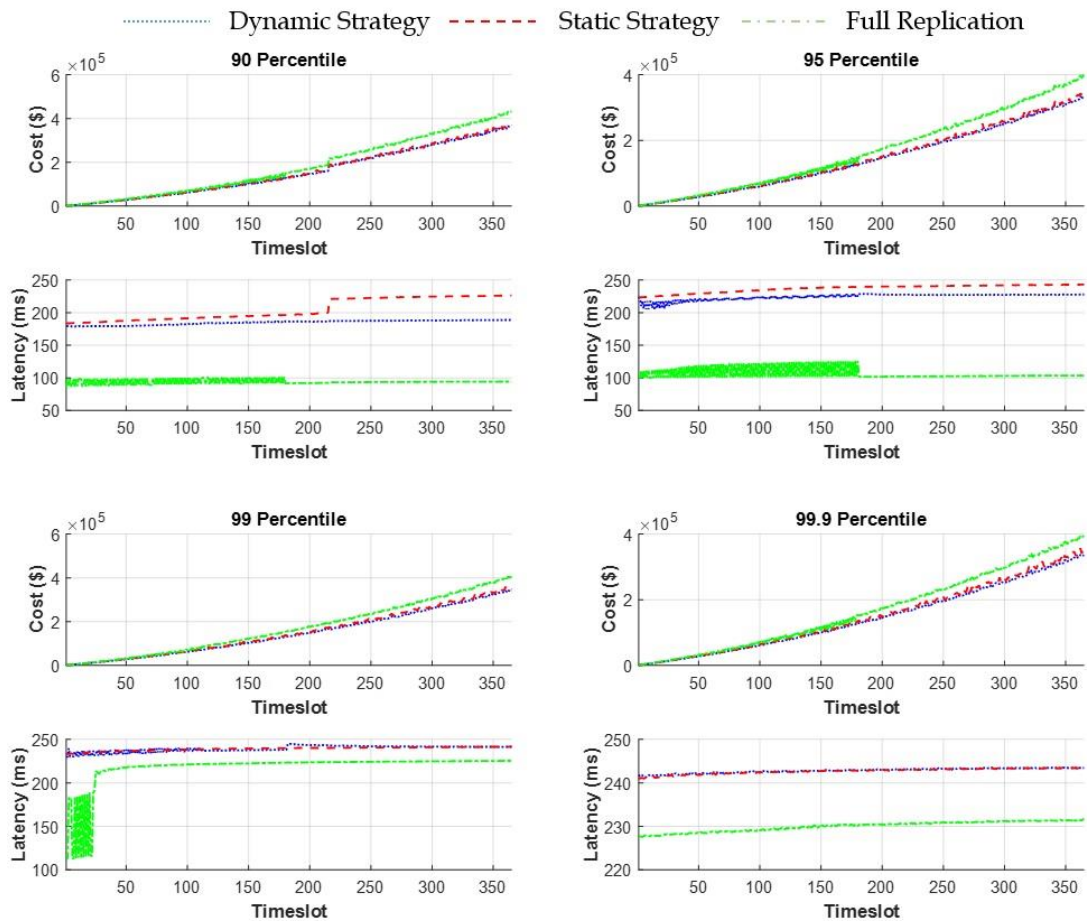 Dynamic Strategy Static Strategy Full Replication
90 Percentile
×10⁵
Cost ($)
6
4
2
0
50 100 150 200 250 300 350
Timeslot
95 Percentile
×10⁵
Cost ($)
4
2
0
50 100 150 200 250 300 350
Timeslot
Latency (ms)
250
200
150
100
50
50 100 150 200 250 300 350
Timeslot
Latency (ms)
250
200
150
100
50
50 100 150 200 250 300 350
Timeslot
99 Percentile
×10⁵
Cost ($)
6
4
2
0
50 100 150 200 250 300 350
Timeslot
99.9 Percentile
×10⁵
Cost ($)
4
2
0
50 100 150 200 250 300 350
Timeslot
Latency (ms)
250
200
150
100
50 100 150 200 250 300 350
Timeslot
Latency (ms)
250
240
230
220
50 100 150 200 250 300 350
Timeslot